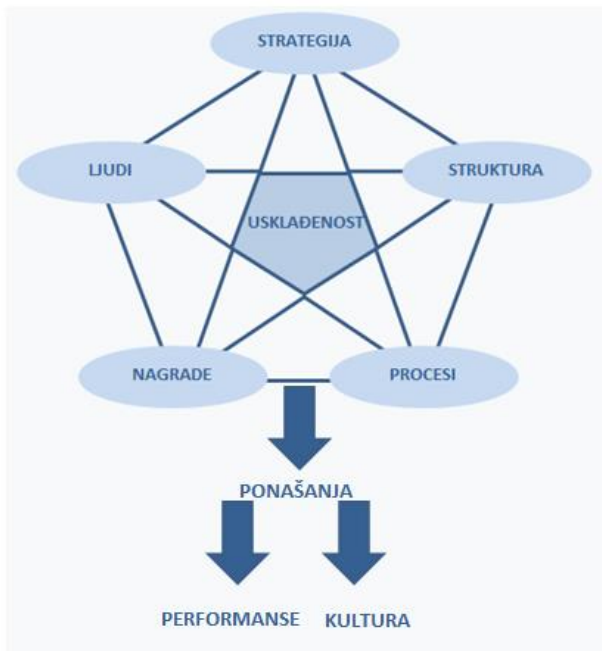 STRATEGIJA
LJUDI
STRUKTURA
USKLAĐENOST
NAGRADE
PROCESI
PONAŠANJA
PERFORMANSE
KULTURA